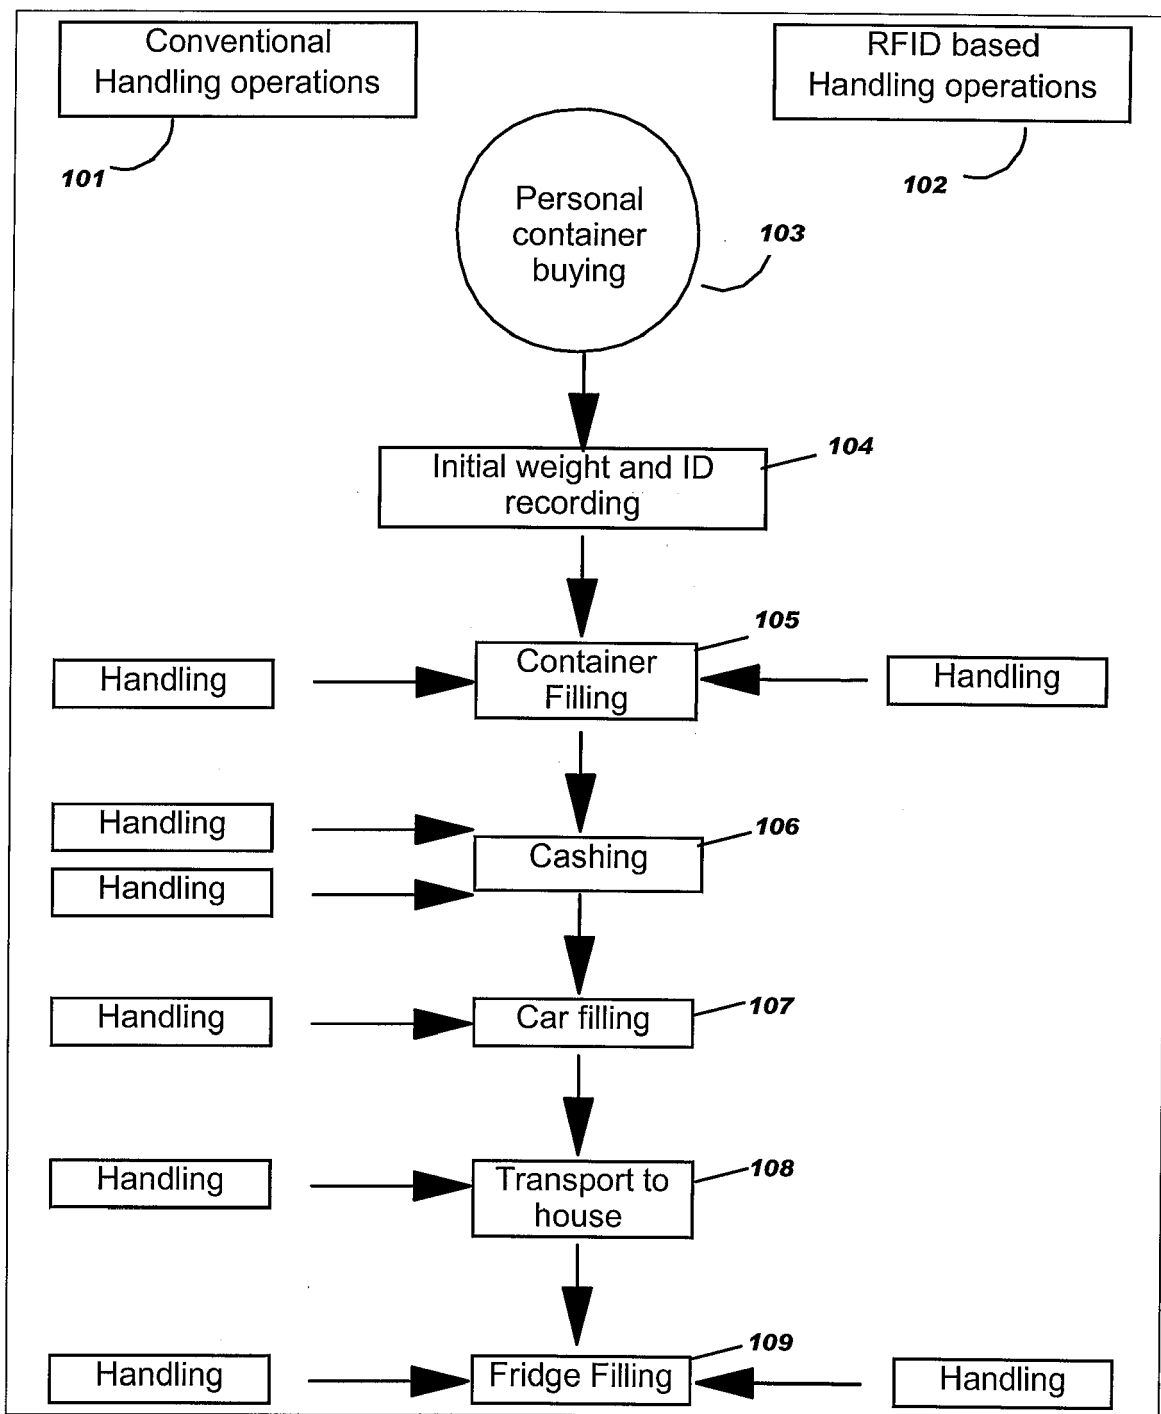 Conventional
Handling operations
RFID based
Handling operations
101
102
Personal
container
buying
103
Initial weight and ID
recording
104
Handling
Container
Filling
105
Handling
Handling
Handling
Cashing
106
Handling
Car filling
107
Handling
Transport to
house
108
Handling
Fridge Filling
109
Handling